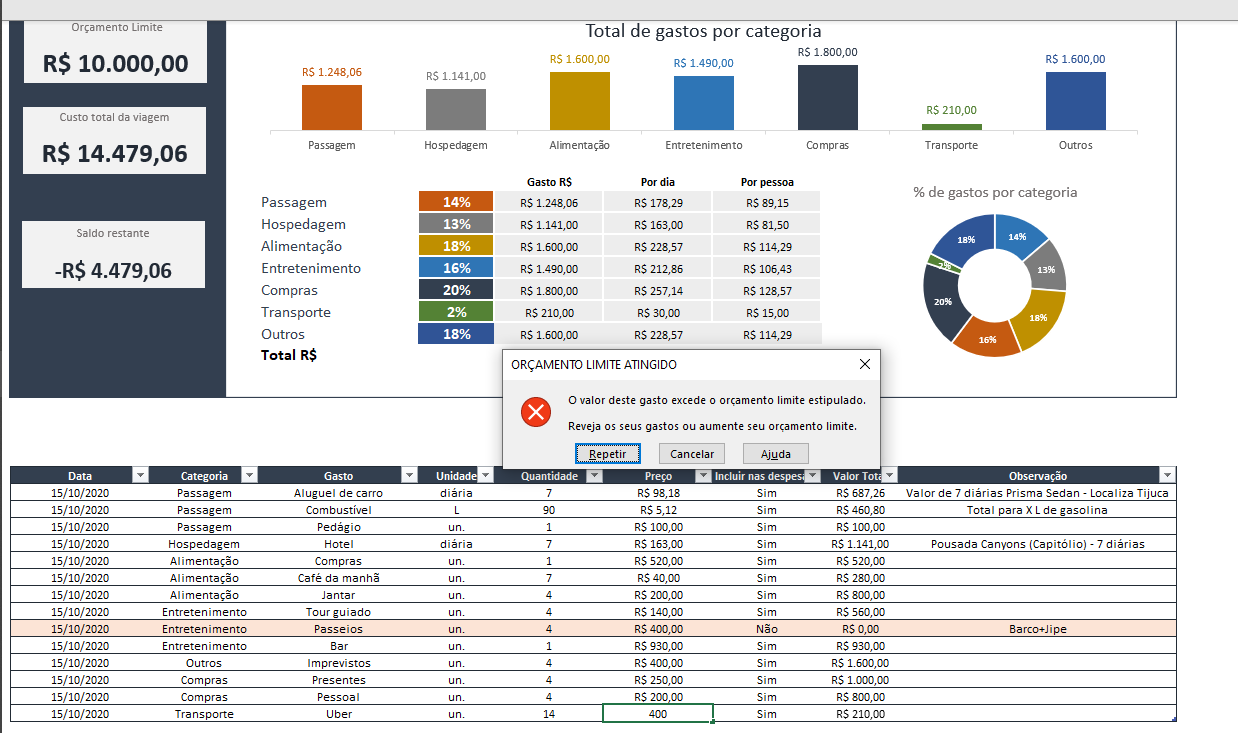 Orçamento Limite
R$ 10.000,00
Custo total da viagem
R$ 14.479,06
Saldo restante
-R$ 4.479,06
Total de gastos por categoria
R$ 1.248,06 R$ 1.141,00 R$ 1.600,00 R$ 1.490,00 R$ 1.800,00 R$ 210,00 R$ 1.600,00
Passagem Hospedagem Alimentação Entretenimento Compras Transporte Outros
Gasto R$ Por dia Por pessoa
Passagem 14% R$ 1.248,06 R$ 178,29 R$ 89,15
Hospedagem 13% R$ 1.141,00 R$ 163,00 R$ 81,50
Alimentação 18% R$ 1.600,00 R$ 228,57 R$ 114,29
Entretenimento 16% R$ 1.490,00 R$ 212,86 R$ 106,43
Compras 20% R$ 1.800,00 R$ 257,14 R$ 128,57
Transporte 2% R$ 210,00 R$ 30,00 R$ 15,00
Outros 18% R$ 1.600,00 R$ 228,57 R$ 114,29
Total R$
% de gastos por categoria
14%
13%
18%
16%
20%
18%
ORÇAMENTO LIMITE ATINGIDO
O valor deste gasto excede o orçamento limite estipulado.
Reveja os seus gastos ou aumente seu orçamento limite.
Repetir Cancelar Ajuda
Data Categoria Gasto Unidade Quantidade Preço Incluir nas despesa Valor Tota Observação
15/10/2020 Passagem Aluguel de carro diária 7 R$ 98,18 Sim R$ 687,26 Valor de 7 diárias Prisma Sedan - Localiza Tijuca
15/10/2020 Passagem Combustível L 90 R$ 5,12 Sim R$ 460,80 Total para X L de gasolina
15/10/2020 Passagem Pedágio un. 1 R$ 100,00 Sim R$ 100,00
15/10/2020 Hospedagem Hotel diária 7 R$ 163,00 Sim R$ 1.141,00 Pousada Canyons (Capitólio) - 7 diárias
15/10/2020 Alimentação Compras un. 1 R$ 520,00 Sim R$ 520,00
15/10/2020 Alimentação Café da manhã un. 7 R$ 40,00 Sim R$ 280,00
15/10/2020 Alimentação Jantar un. 4 R$ 200,00 Sim R$ 800,00
15/10/2020 Entretenimento Tour guiado un. 4 R$ 140,00 Sim R$ 560,00
15/10/2020 Entretenimento Passeios un. 4 R$ 400,00 Não R$ 0,00 Barco+Jipe
15/10/2020 Entretenimento Bar un. 1 R$ 930,00 Sim R$ 930,00
15/10/2020 Outros Imprevistos un. 4 R$ 400,00 Sim R$ 1.600,00
15/10/2020 Compras Presentes un. 4 R$ 250,00 Sim R$ 1.000,00
15/10/2020 Compras Pessoal un. 4 R$ 200,00 Sim R$ 800,00
15/10/2020 Transporte Uber un. 14 400 Sim R$ 210,00